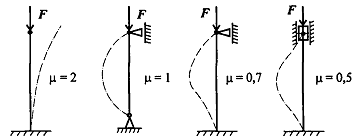 F F F F
μ = 2 μ = 1 μ = 0,7 μ = 0,5